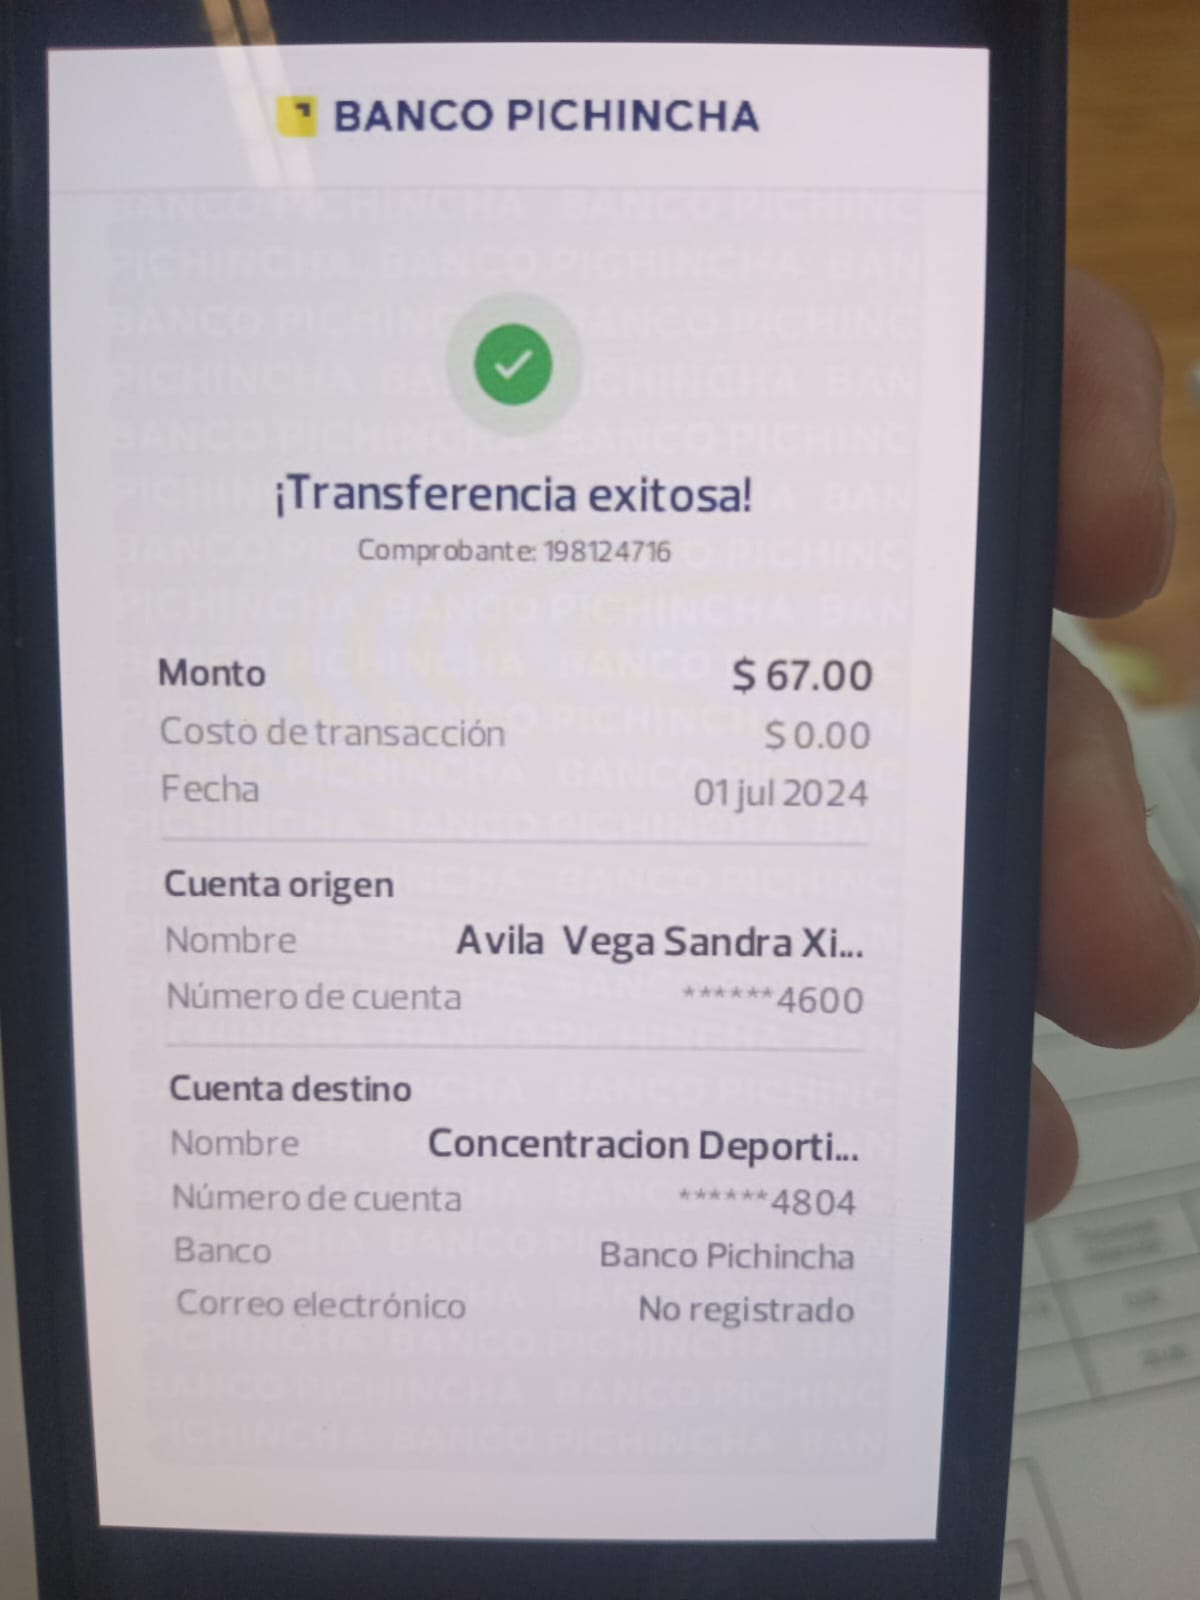 BANCO PICHINCHA
¡Transferencia exitosa!
Comprobante: 198124716
Monto $ 67.00
Costo de transacción $ 0.00
Fecha 01 jul 2024
Cuenta origen
Nombre Avila Vega Sandra Xi...
Número de cuenta ******4600
Cuenta destino
Nombre Concentracion Deporti...
Número de cuenta ******4804
Banco Banco Pichincha
Correo electrónico No registrado